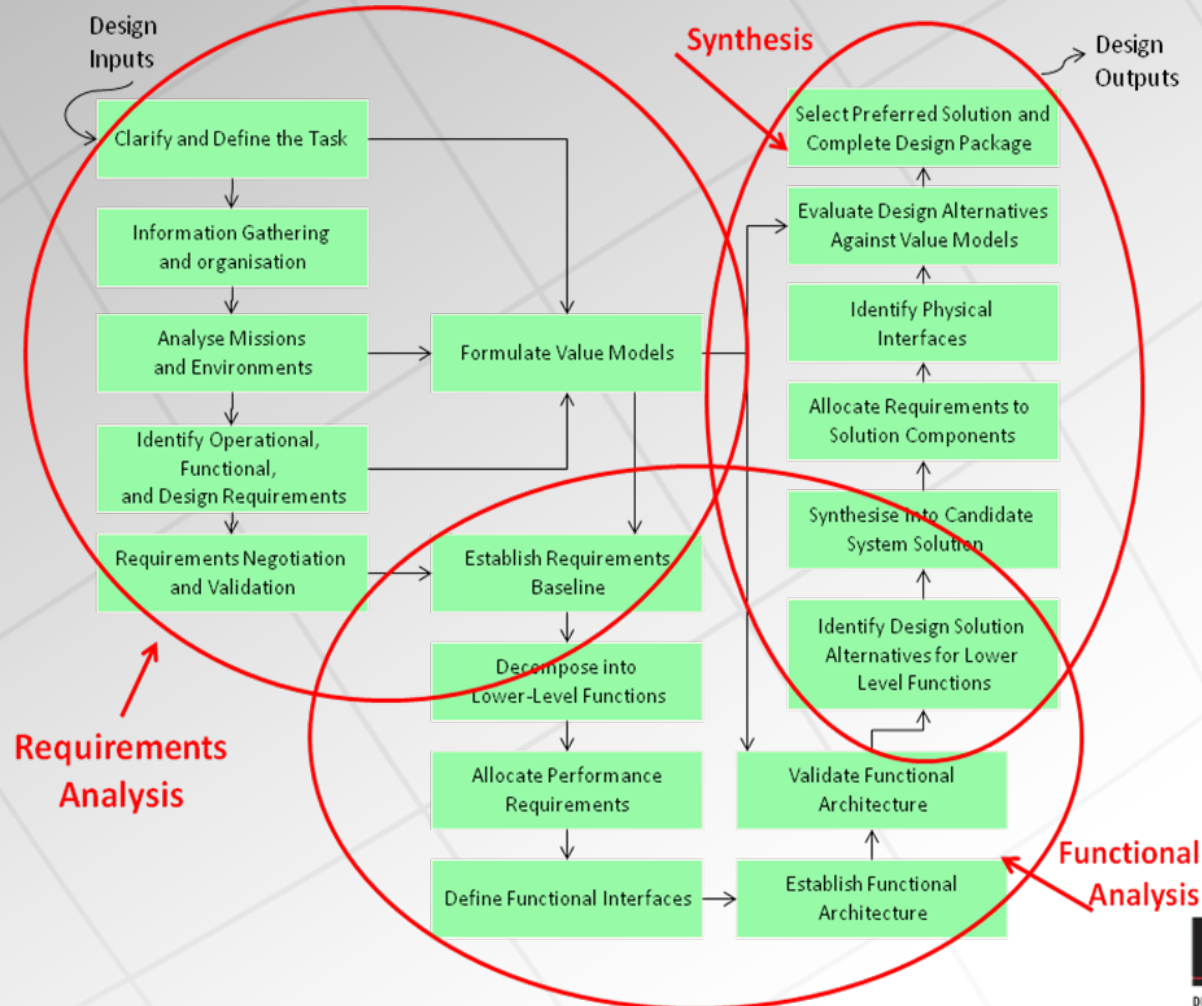 Design
Inputs
Clarify and Define the Task
Information Gathering
and organisation
Analyse Missions
and Environments
Identify Operational,
Functional,
and Design Requirements
Requirements Negotiation
and Validation
Requirements
Analysis
Formulate Value Models
Establish Requirements
Baseline
Decompose into
Lower-Level Functions
Allocate Performance
Requirements
Define Functional Interfaces
Synthesis
Design
Outputs
Select Preferred Solution and
Complete Design Package
Evaluate Design Alternatives
Against Value Models
Identify Physical
Interfaces
Allocate Requirements to
Solution Components
Synthesise into Candidate
System Solution
Identify Design Solution
Alternatives for Lower
Level Functions
Validate Functional
Architecture
Establish Functional
Architecture
Functional
Analysis